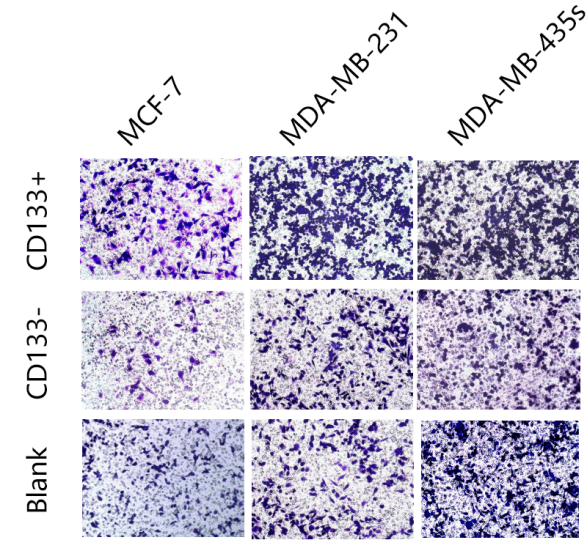 MCF-7
MDA-MB-231
MDA-MB-435s
CD133+
CD133-
Blank